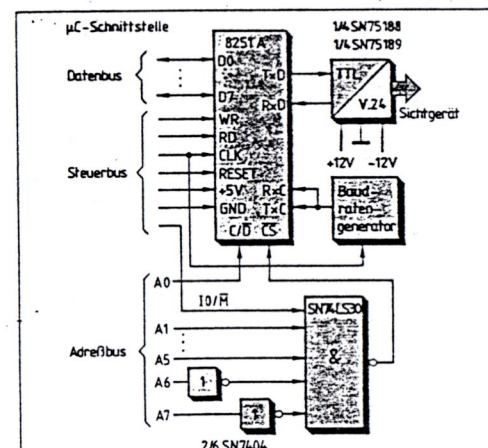 µC-Schnittstelle
8251A
1/4 SN75188
1/4 SN75189
Datenbus
D0
D7
TxD
RxD
TTL
V.24
Sichtgerät
+12V
-12V
Steuerbus
WR
RD
CLK
RESET
+5V
GND
RxC
TxC
C/D̅
C̅S̅
Baud
raten-
generator
Adreßbus
A0
IO/M̅
A1
A5
A6
A7
1
1
SN74LS30
&
2/6 SN7404